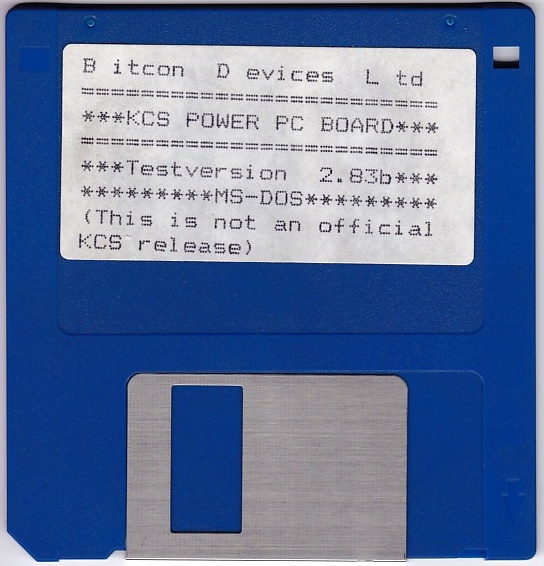 B itcon  D evices  L td
==========================
***KCS POWER PC BOARD***
==========================
***Testversion  2.83b***
*********MS-DOS*********
(This is not an official
KCS release)